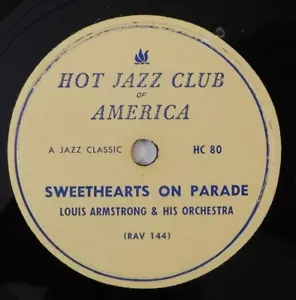 HOT JAZZ CLUB
OF
AMERICA
A JAZZ CLASSIC HC 80
SWEETHEARTS ON PARADE
LOUIS ARMSTRONG & HIS ORCHESTRA
(RAV 144)